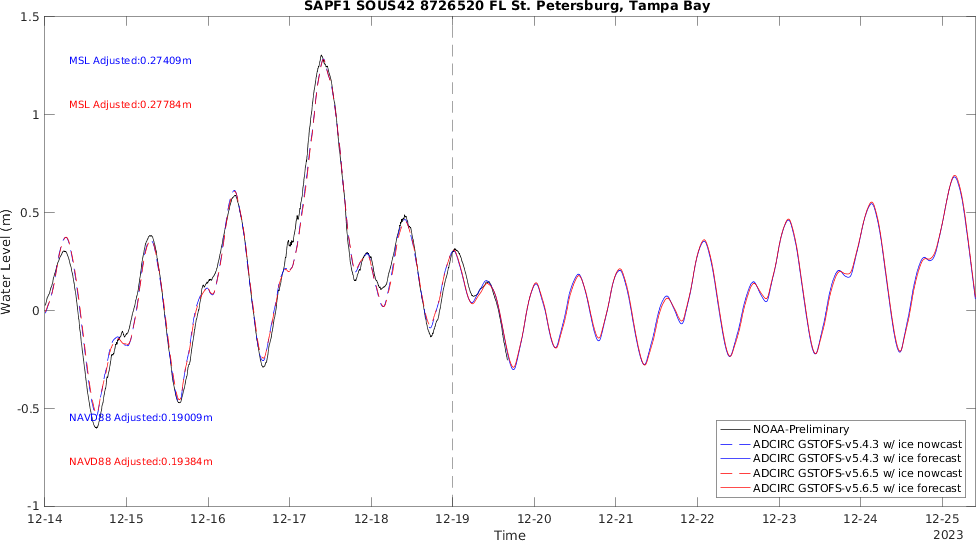 SAPF1 SOUS42 8726520 FL St. Petersburg, Tampa Bay
1.5
1
0.5
0
-0.5
-1
Water Level (m)
MSL Adjusted:0.27409m
MSL Adjusted:0.27784m
NAVD88 Adjusted:0.19009m
NAVD88 Adjusted:0.19384m
NOAA-Preliminary
ADCIRC GSTOFS-v5.4.3 w/ ice nowcast
ADCIRC GSTOFS-v5.4.3 w/ ice forecast
ADCIRC GSTOFS-v5.6.5 w/ ice nowcast
ADCIRC GSTOFS-v5.6.5 w/ ice forecast
12-14 12-15 12-16 12-17 12-18 12-19 12-20 12-21 12-22 12-23 12-24 12-25
Time
2023